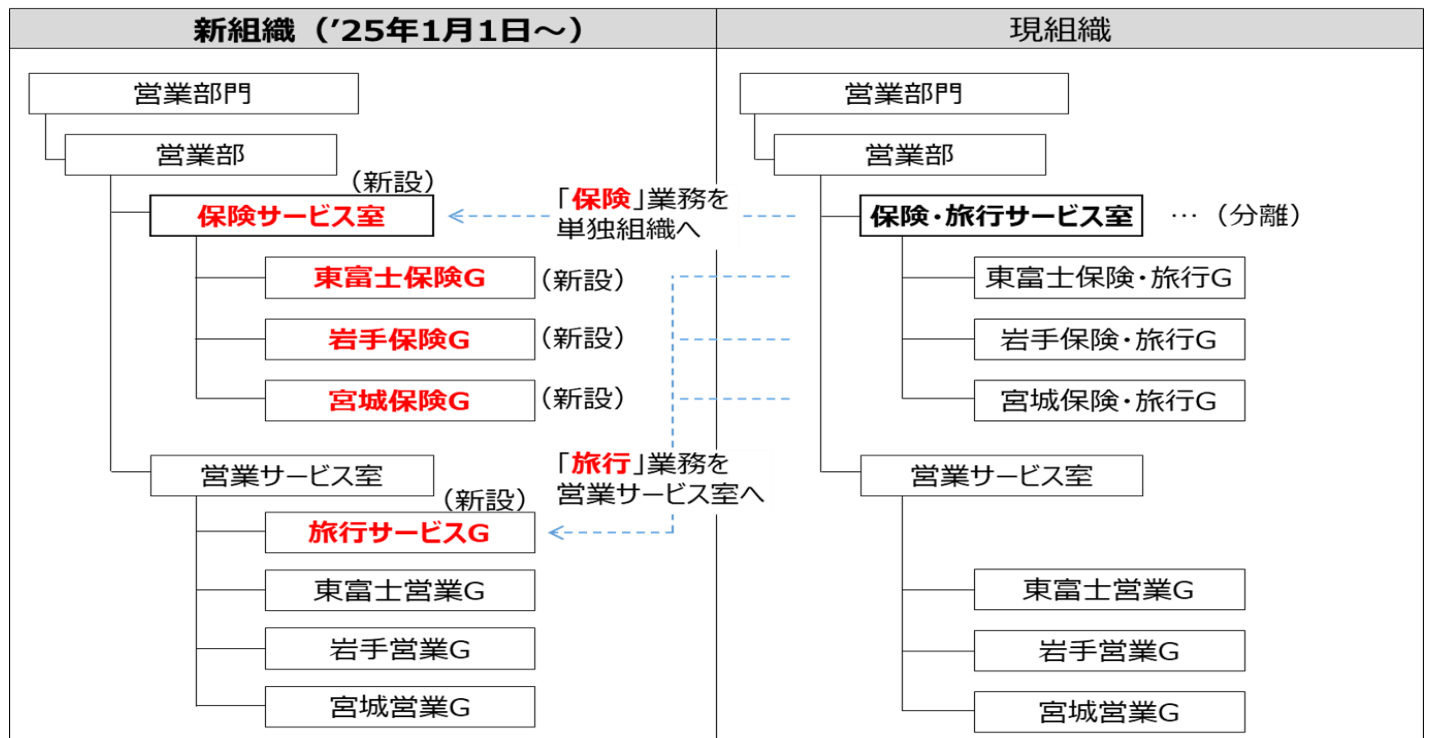 新組織（’25年1月1日～）
現組織
営業部門
営業部
（新設）
保険サービス室
東富士保険G
（新設）
岩手保険G
（新設）
宮城保険G
（新設）
営業サービス室
（新設）
旅行サービスG
東富士営業G
岩手営業G
宮城営業G
「保険」業務を
単独組織へ
「旅行」業務を
営業サービス室へ
営業部門
営業部
保険・旅行サービス室
…（分離）
東富士保険・旅行G
岩手保険・旅行G
宮城保険・旅行G
営業サービス室
東富士営業G
岩手営業G
宮城営業G